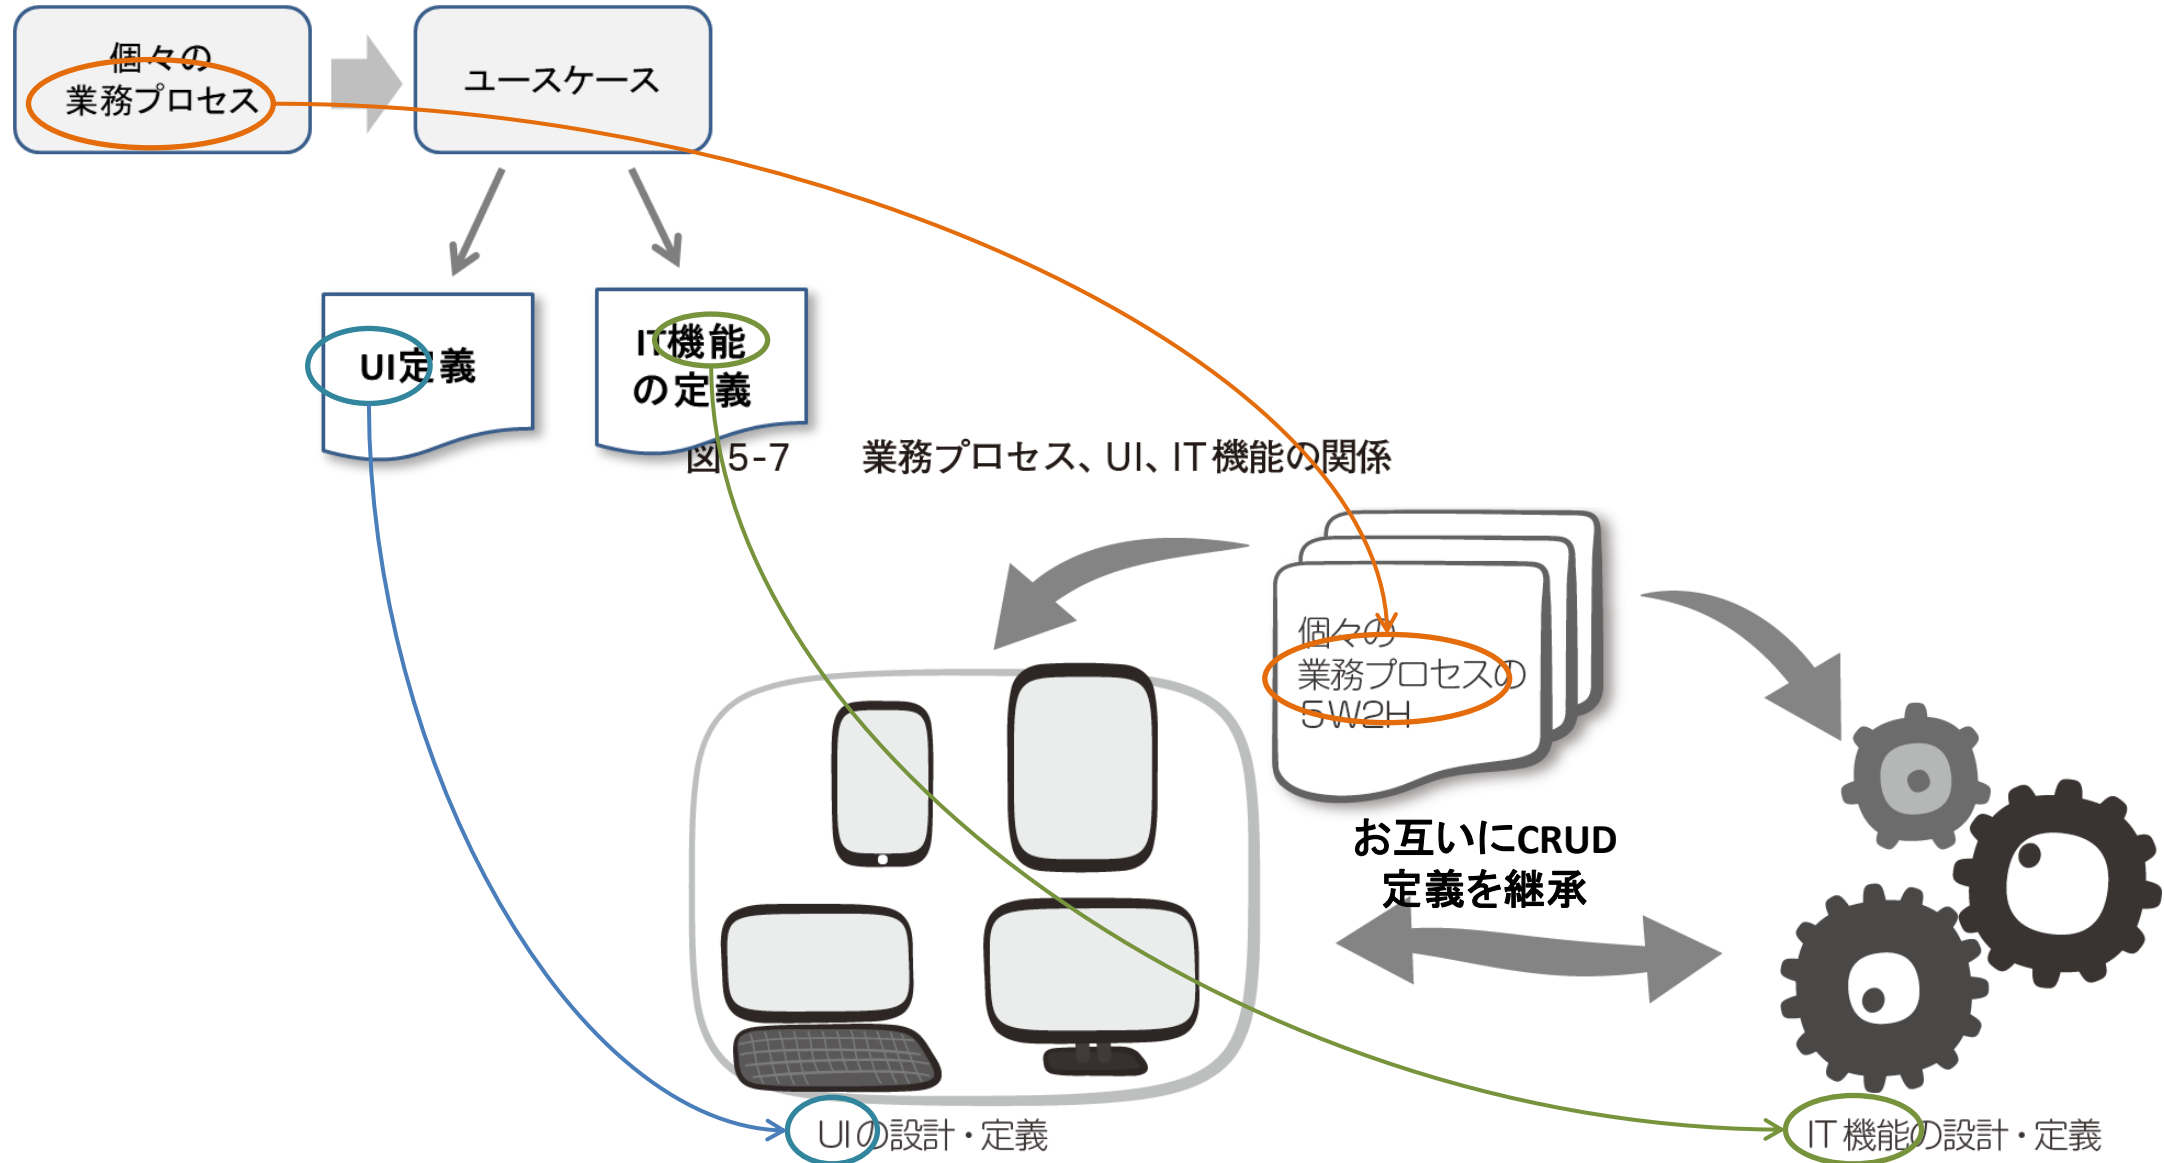 個々の
業務プロセス
ユースケース
UI定義
IT機能
の定義
図5-7 業務プロセス、UI、IT機能の関係
個々の
業務プロセスの
5W2H
お互いにCRUD
定義を継承
UIの設計・定義
IT機能の設計・定義